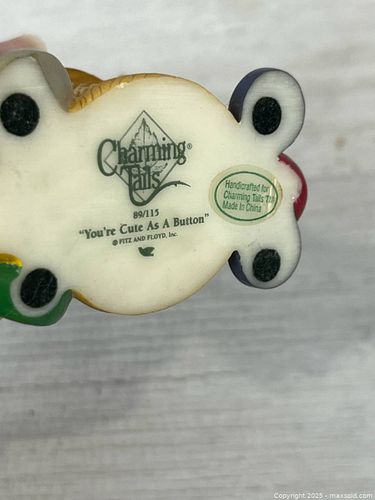 Charming®
Tails
89/115
"You're Cute As A Button"
© FITZ AND FLOYD, Inc.
Handcrafted for
Charming Tails TM
Made In China
Copyright 2025 - maxsold.com